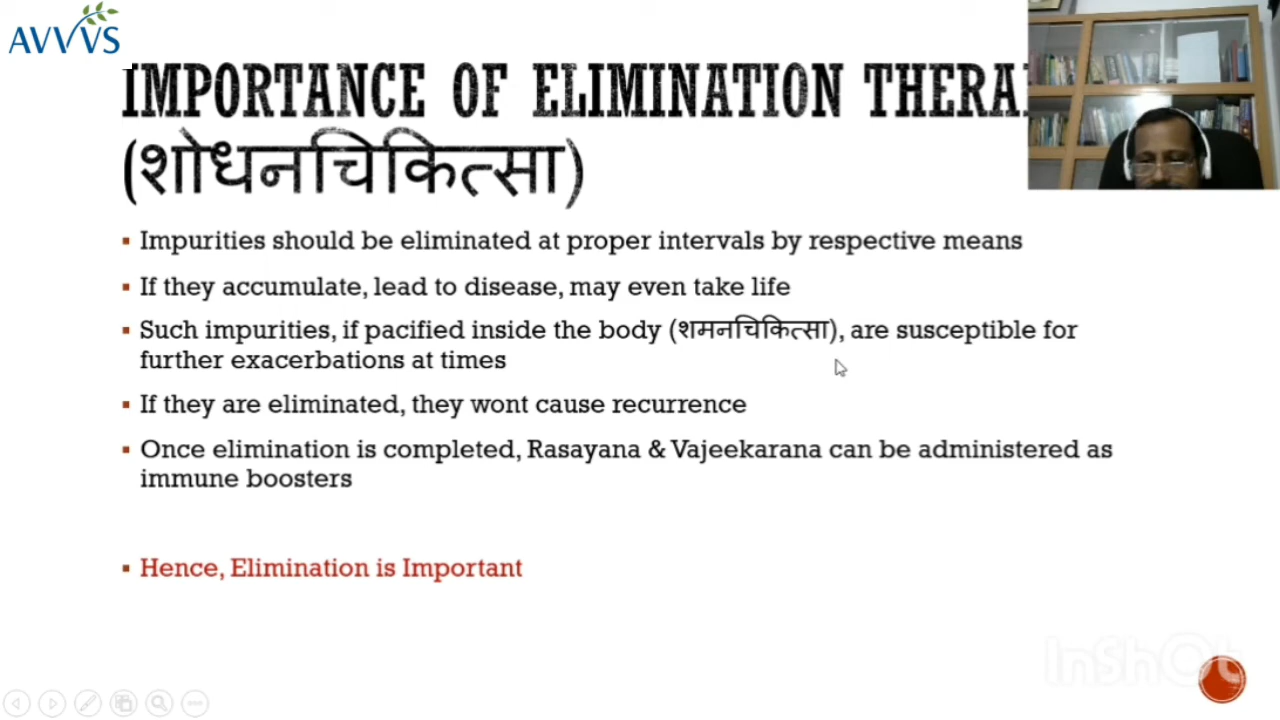 AVVVS
IMPORTANCE OF ELIMINATION
(शोधनचिकित्सा)
Impurities should be eliminated at proper intervals by respective means
If they accumulate, lead to disease, may even take life
Such impurities, if pacified inside the body (शमनचिकित्सा), are susceptible for
further exacerbations at times
If they are eliminated, they wont cause recurrence
Once elimination is completed, Rasayana & Vajeekarana can be administered as
immune boosters
Hence, Elimination is Important
InShOt